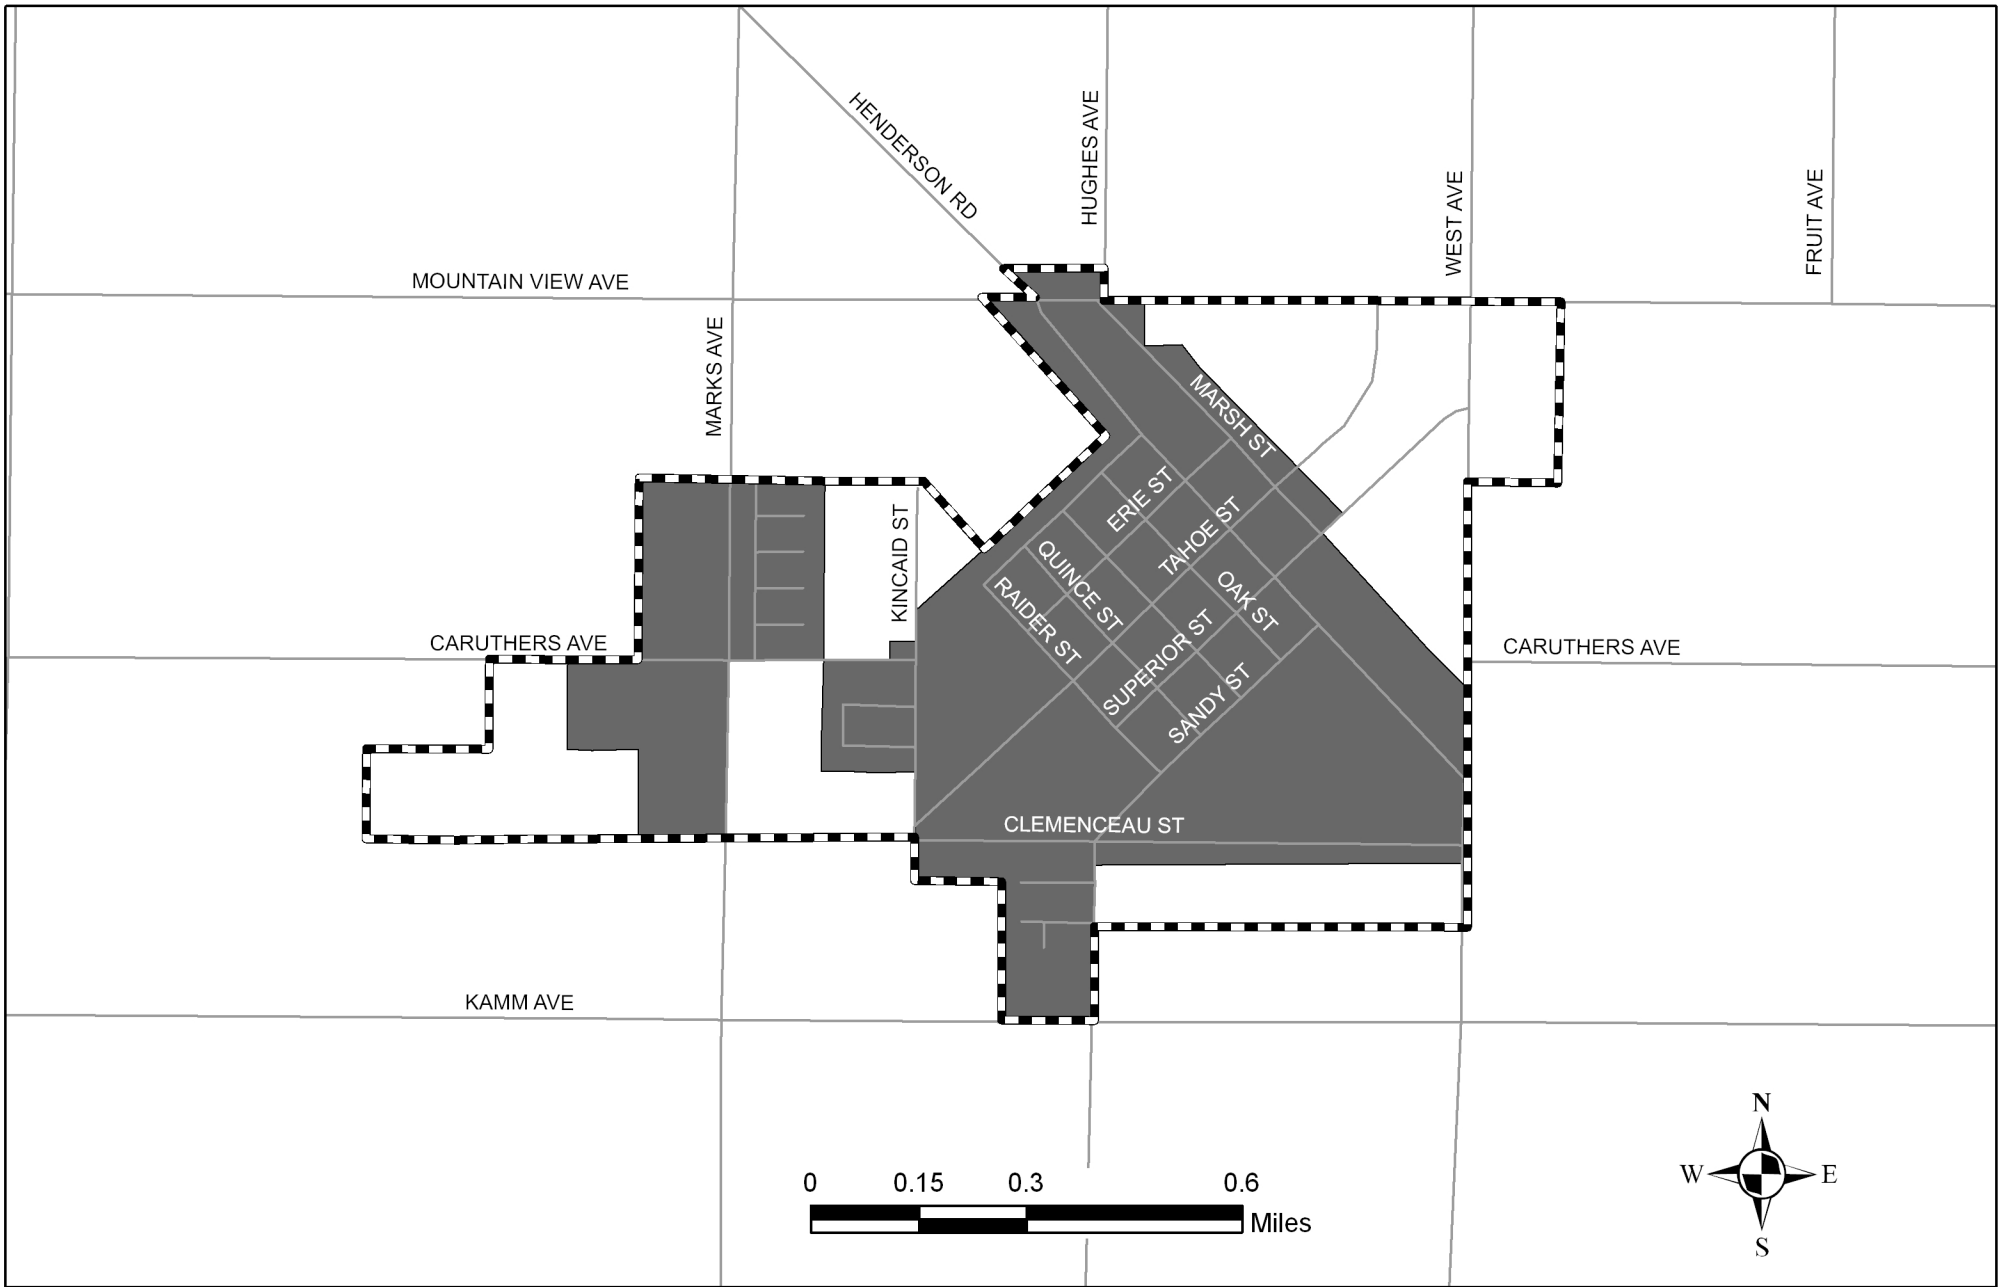 HENDERSON RD
HUGHES AVE
WEST AVE
FRUIT AVE
MOUNTAIN VIEW AVE
MARKS AVE
MARSH ST
ERIE ST
TAHOE ST
KINCAID ST
QUINCE ST
OAK ST
RAIDER ST
SUPERIOR ST
CARUTHERS AVE
CARUTHERS AVE
SANDY ST
CLEMENCEAU ST
KAMM AVE
N
W E
S
0 0.15 0.3 0.6
Miles